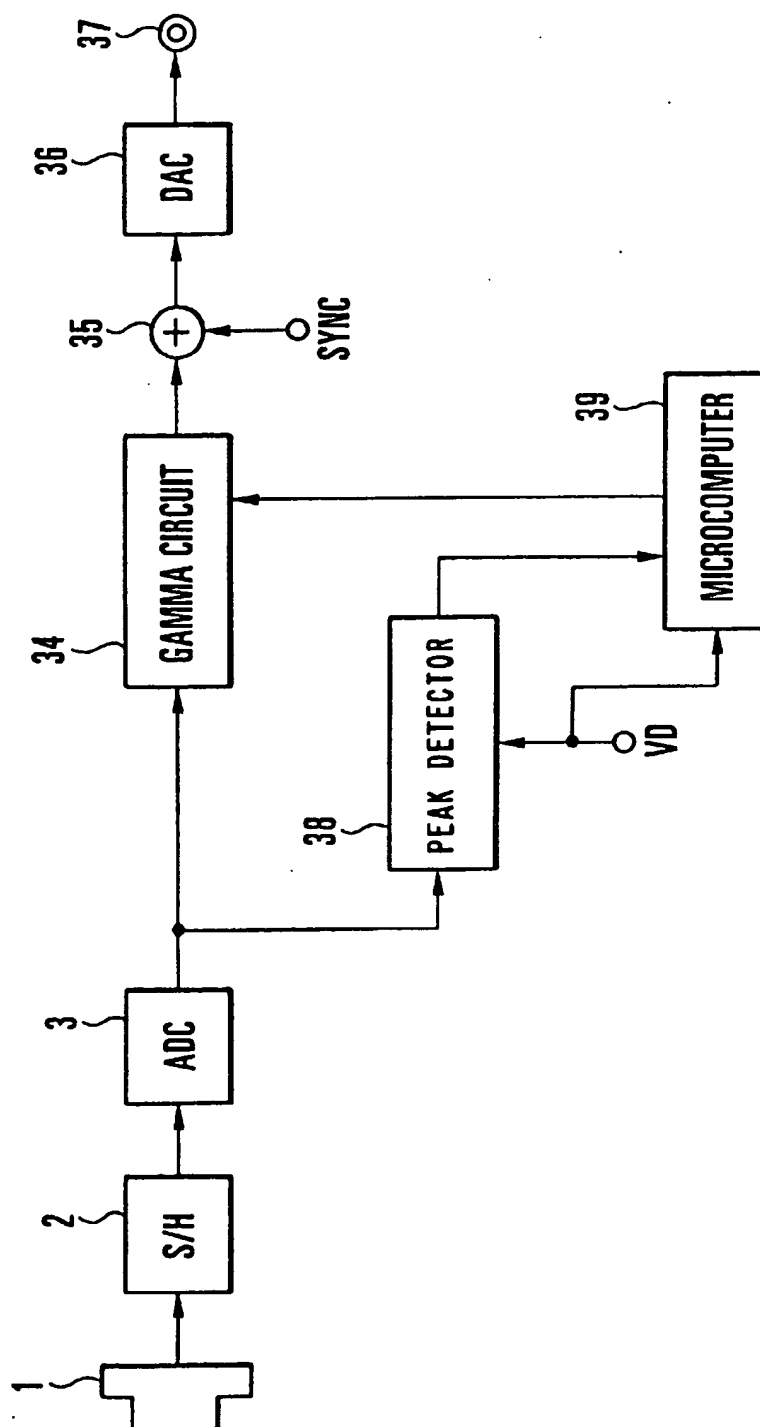 1
2
S/H
3
ADC
34
GAMMA CIRCUIT
35
+
SYNC
36
DAC
37
38
PEAK DETECTOR
VD
39
MICROCOMPUTER